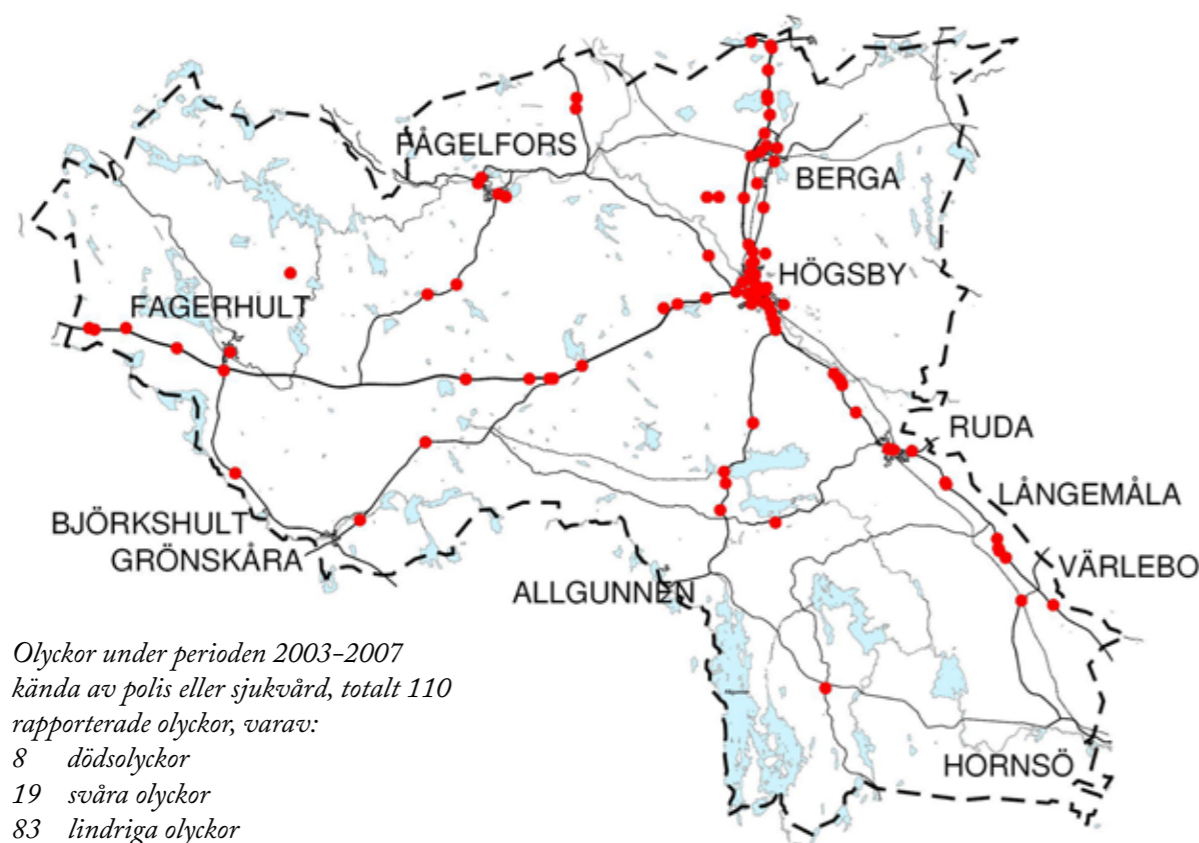 FÅGELFORS
BERGA
HÖGSBY
FAGERHULT
RUDA
LÅNGEMÅLA
BJÖRKSHULT
GRÖNSKÅRA
VÄRLEBO
ALLGUNNEN
HORNSÖ
Olyckor under perioden 2003–2007
kända av polis eller sjukvård, totalt 110
rapporterade olyckor, varav:
8 dödsolyckor
19 svåra olyckor
83 lindriga olyckor